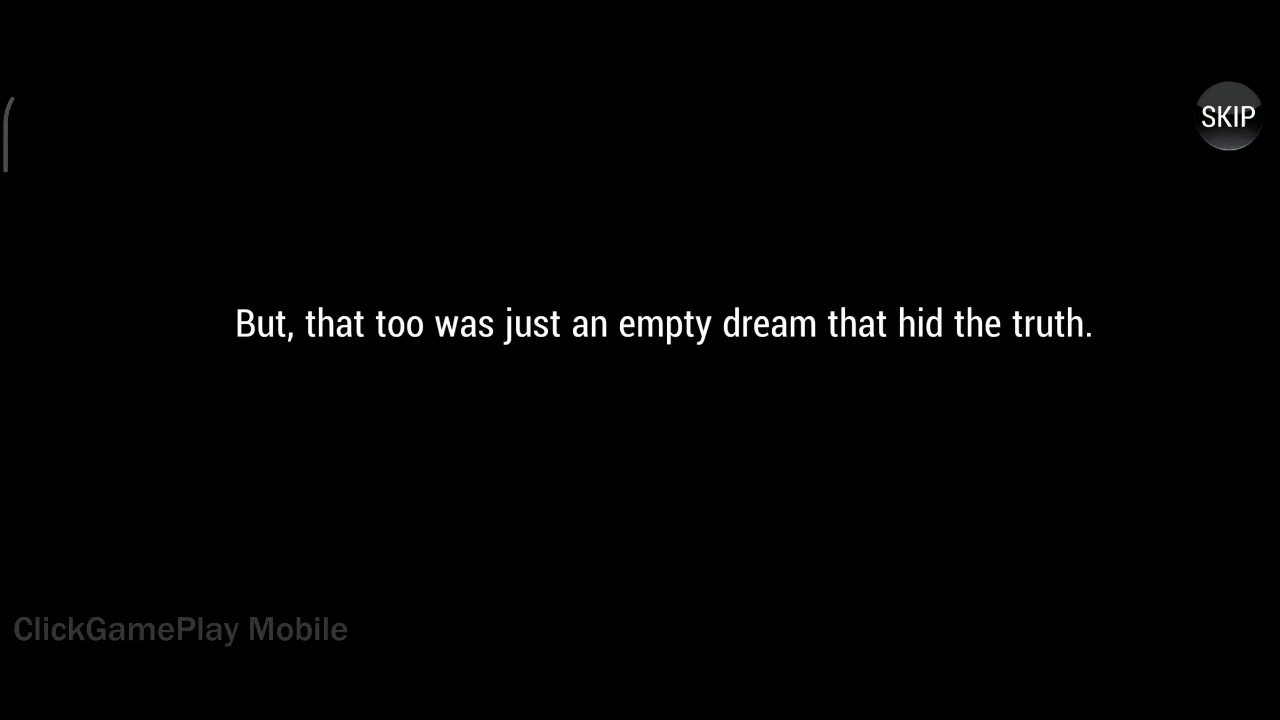 SKIP
But, that too was just an empty dream that hid the truth.
ClickGamePlay Mobile